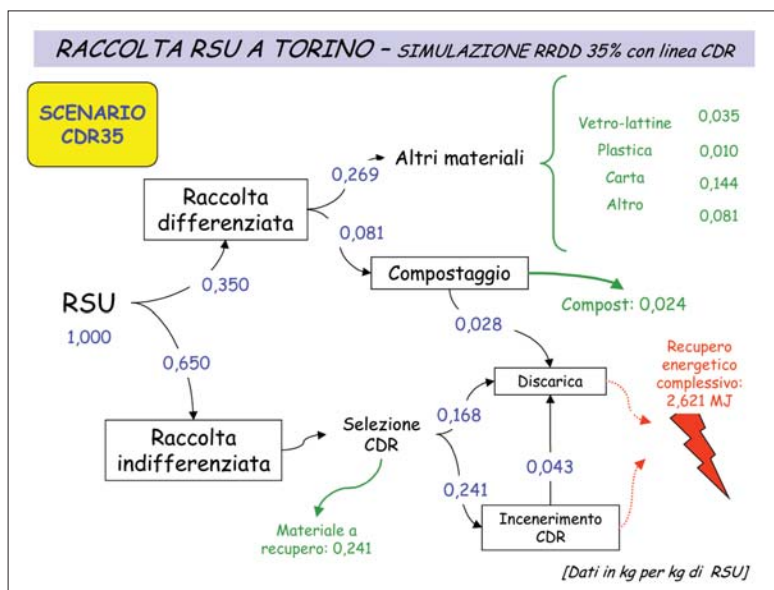 RACCOLTA RSU A TORINO – SIMULAZIONE RRDD 35% con linea CDR
SCENARIO
CDR35
Vetro-lattine 0,035
Plastica 0,010
Carta 0,144
Altro 0,081
Altri materiali
0,269
Raccolta
differenziata
0,081
Compostaggio
Compost: 0,024
0,350
RSU
1,000
0,028
0,650
Recupero
energetico
complessivo:
2,621 MJ
Discarica
Raccolta
indifferenziata
Selezione
CDR
0,168
0,043
0,241
Incenerimento
CDR
Materiale a
recupero: 0,241
[Dati in kg per kg di RSU]